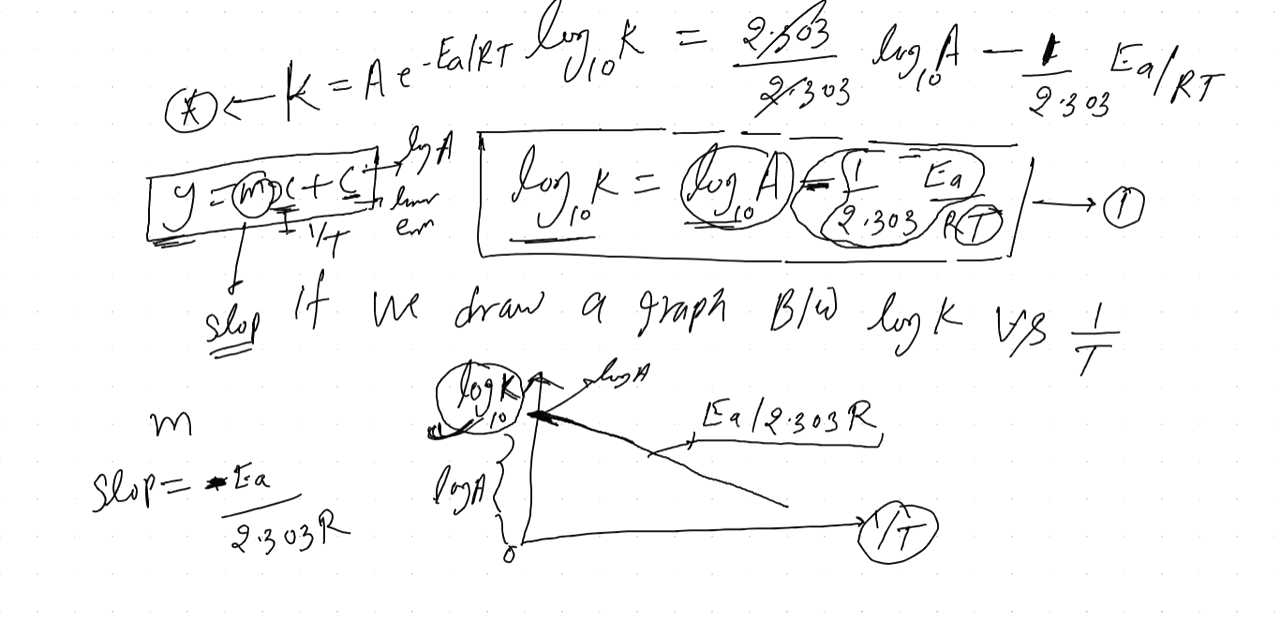 (*) ← K = A e^-Ea/RT log₁₀ K = 2.303/2.303 log₁₀ A − 1/2.303 Ea/RT
y = mx + C → log A
1/T
log₁₀ K = log₁₀ A − 1/2.303 Ea/RT → ①
slop
if we draw a graph B/W log K VS 1/T
log₁₀ K
log A
Ea/2.303R
m
slop = -Ea/2.303R
log A
0
1/T